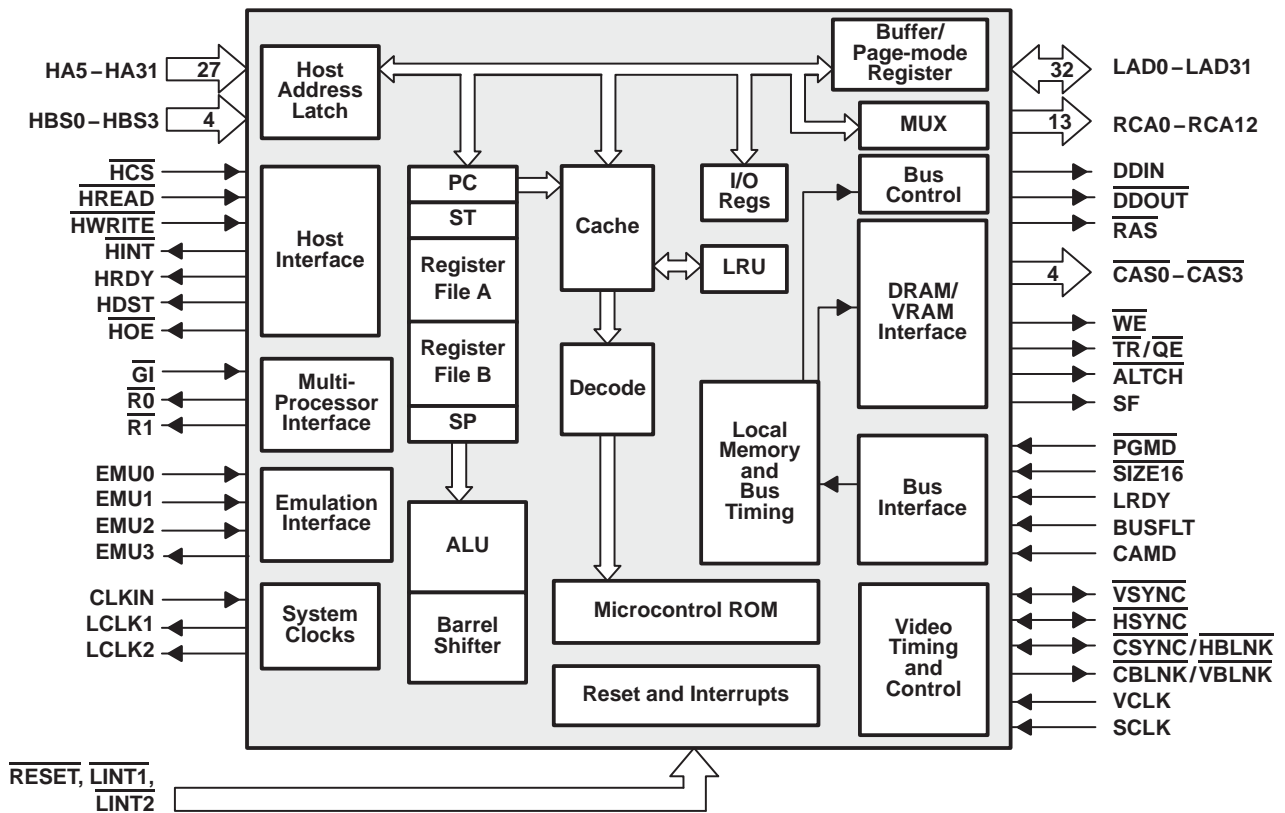 HA5–HA31
27
HBS0–HBS3
4
HCS
HREAD
HWRITE
HINT
HRDY
HDST
HOE
GI
R0
R1
EMU0
EMU1
EMU2
EMU3
CLKIN
LCLK1
LCLK2
RESET, LINT1,
LINT2
Host
Address
Latch
Host
Interface
Multi-
Processor
Interface
Emulation
Interface
System
Clocks
PC
ST
Register
File A
Register
File B
SP
ALU
Barrel
Shifter
Cache
Decode
Microcontrol ROM
Reset and Interrupts
I/O
Regs
LRU
Local
Memory
and
Bus
Timing
Buffer/
Page-mode
Register
MUX
Bus
Control
DRAM/
VRAM
Interface
Bus
Interface
Video
Timing
and
Control
32
LAD0–LAD31
13
RCA0–RCA12
DDIN
DDOUT
RAS
4
CAS0–CAS3
WE
TR/QE
ALTCH
SF
PGMD
SIZE16
LRDY
BUSFLT
CAMD
VSYNC
HSYNC
CSYNC/HBLNK
CBLNK/VBLNK
VCLK
SCLK